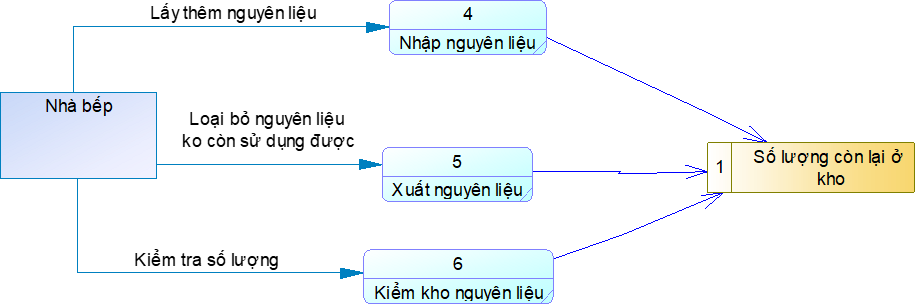 Lấy thêm nguyên liệu
4
Nhập nguyên liệu
Nhà bếp
Loại bỏ nguyên liệu
ko còn sử dụng được
5
Xuất nguyên liệu
1
Số lượng còn lại ở
kho
Kiểm tra số lượng
6
Kiểm kho nguyên liệu